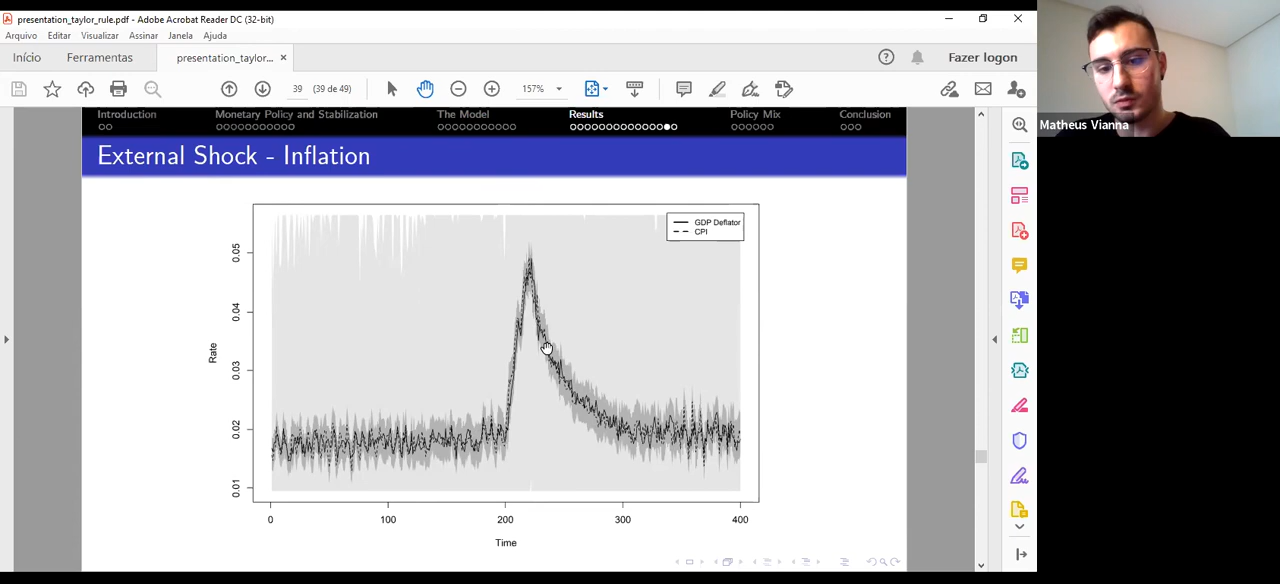 presentation_taylor_rule.pdf - Adobe Acrobat Reader DC (32-bit)
Arquivo Editar Visualizar Assinar Janela Ajuda
Início Ferramentas presentation_taylor... × Fazer logon
39 (39 de 49) 157%
Matheus Vianna
Introduction Monetary Policy and Stabilization The Model Results Policy Mix Conclusion
External Shock - Inflation
GDP Deflator
CPI
0.05
0.04
0.03
0.02
0.01
Rate
0 100 200 300 400
Time